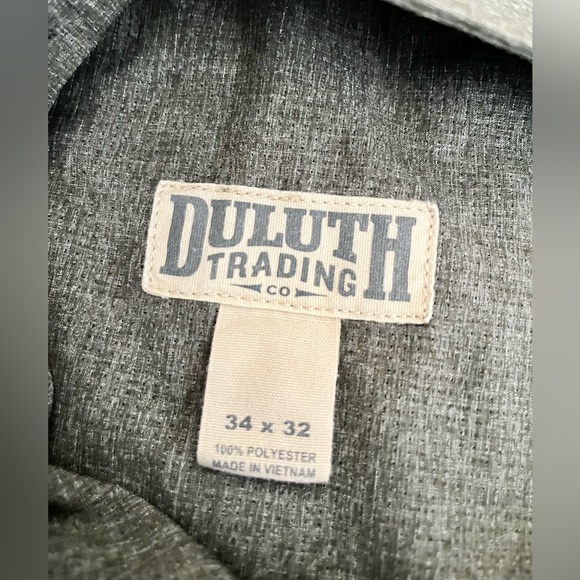 DULUTH
TRADING
CO
34 x 32
100% POLYESTER
MADE IN VIETNAM